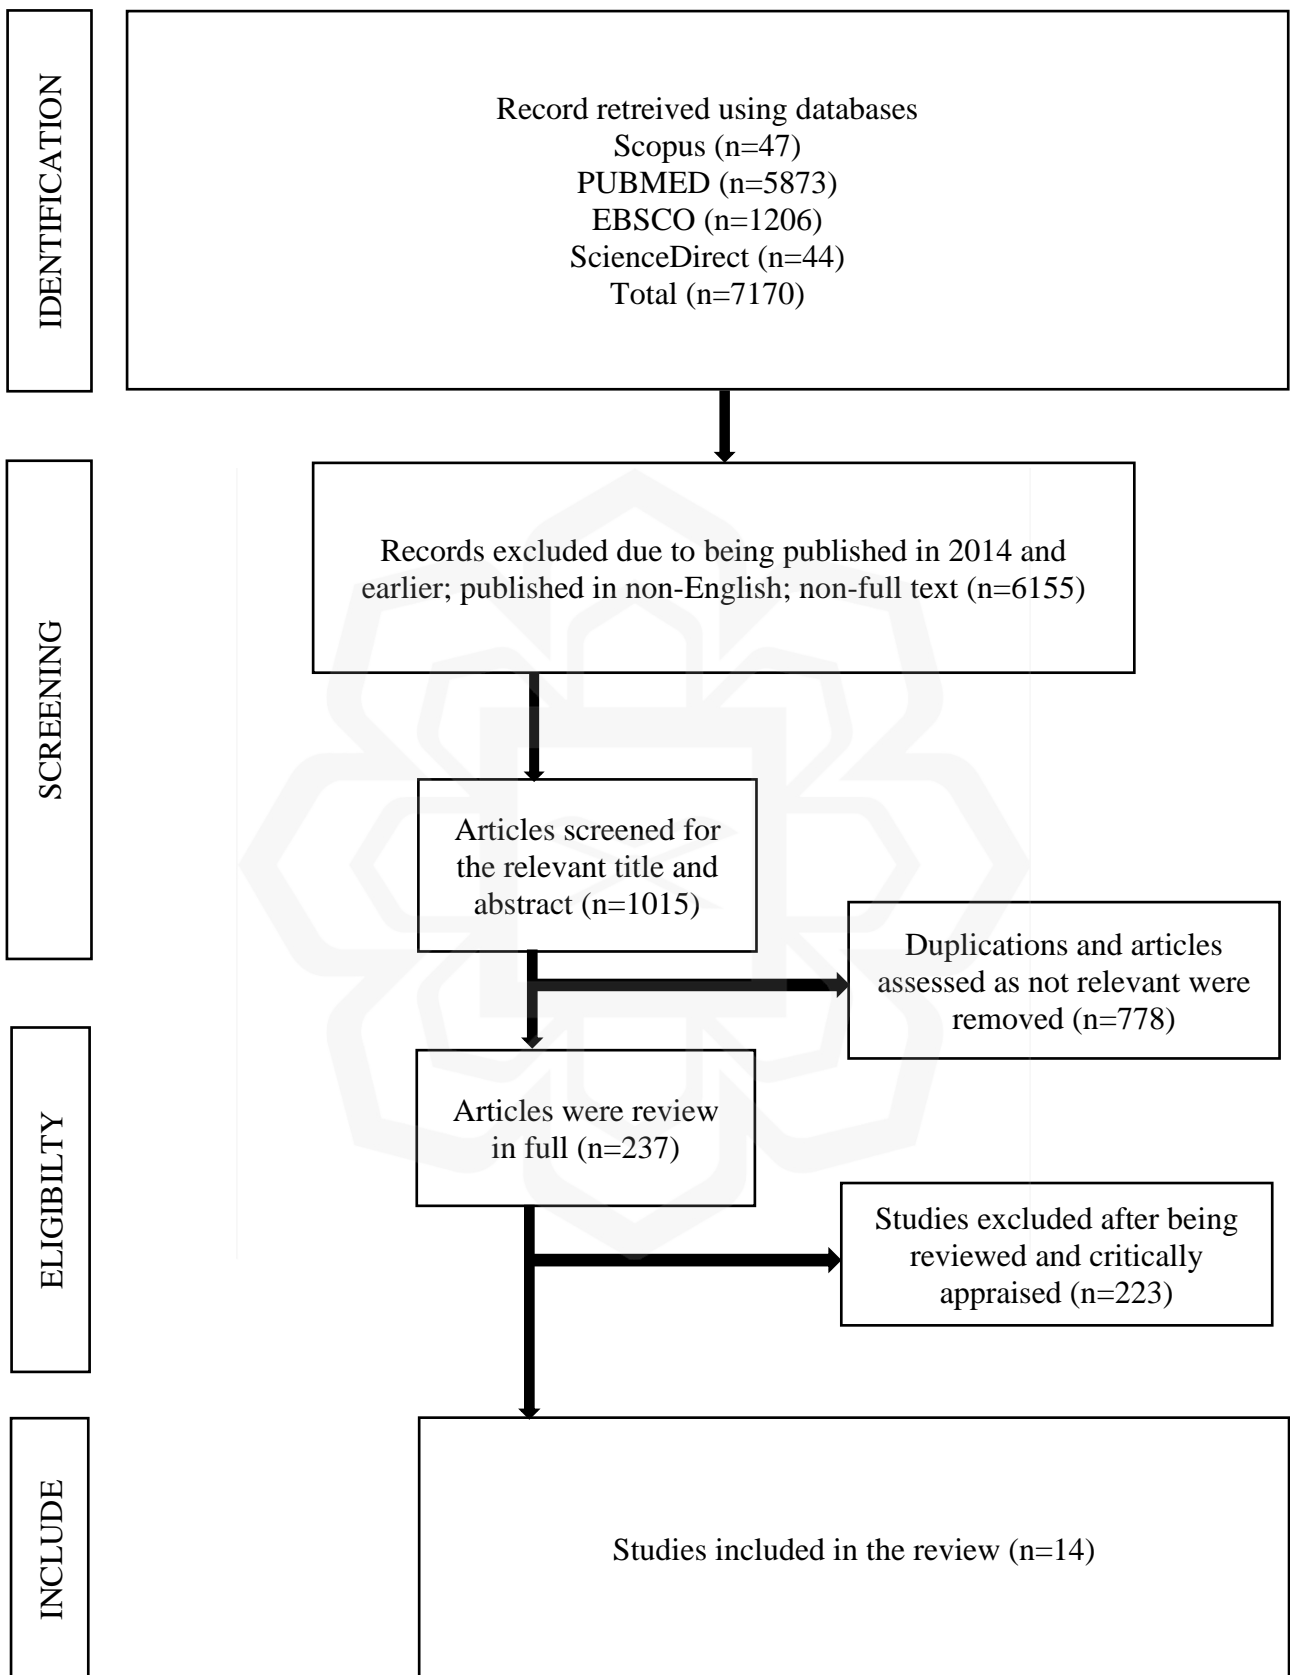 IDENTIFICATION
Record retreived using databases
Scopus (n=47)
PUBMED (n=5873)
EBSCO (n=1206)
ScienceDirect (n=44)
Total (n=7170)
SCREENING
Records excluded due to being published in 2014 and
earlier; published in non-English; non-full text (n=6155)
Articles screened for
the relevant title and
abstract (n=1015)
Duplications and articles
assessed as not relevant were
removed (n=778)
ELIGIBILTY
Articles were review
in full (n=237)
Studies excluded after being
reviewed and critically
appraised (n=223)
INCLUDE
Studies included in the review (n=14)